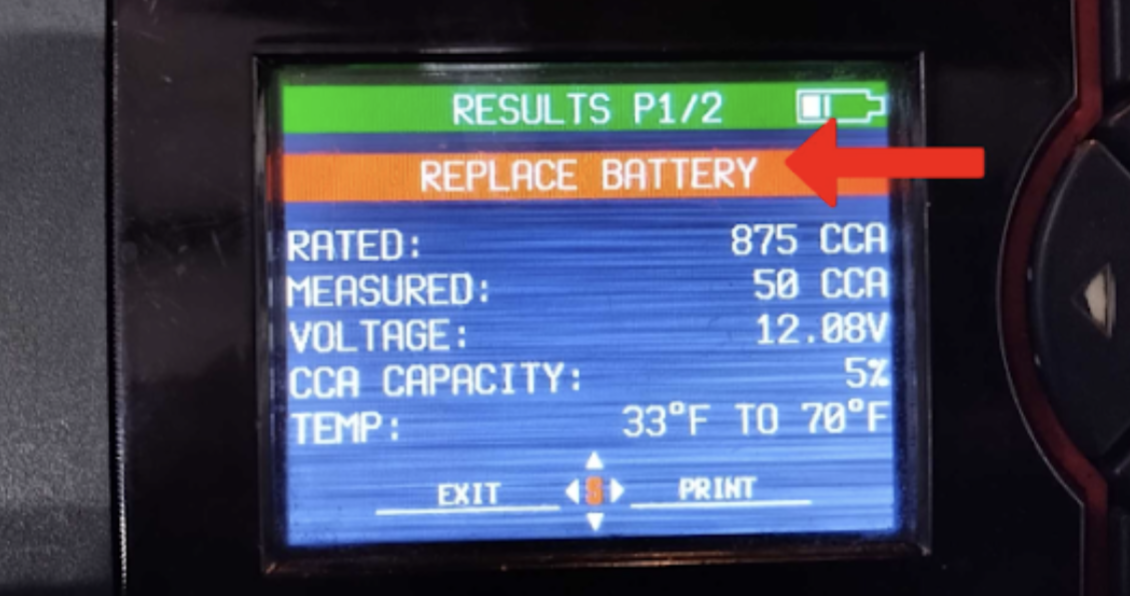 RESULTS P1/2
REPLACE BATTERY
RATED: 875 CCA
MEASURED: 50 CCA
VOLTAGE: 12.08V
CCA CAPACITY: 5%
TEMP: 33°F TO 70°F
EXIT PRINT